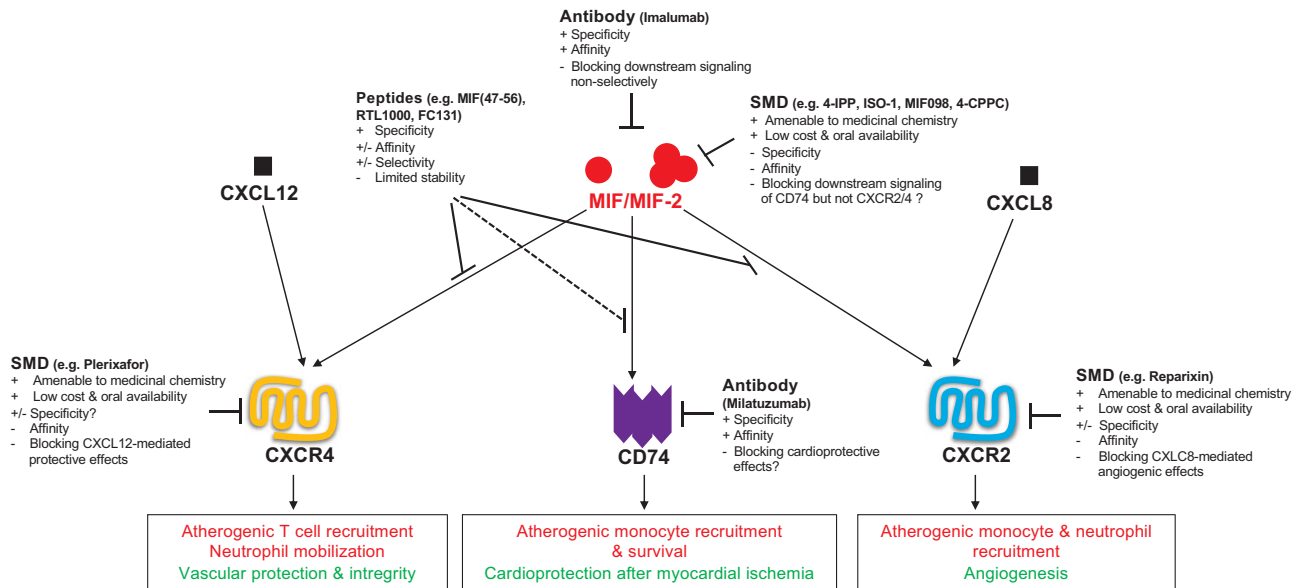 Antibody (Imalumab)
+ Specificity
+ Affinity
- Blocking downstream signaling
non-selectively
Peptides (e.g. MIF(47-56),
RTL1000, FC131)
+ Specificity
+/- Affinity
+/- Selectivity
- Limited stability
SMD (e.g. 4-IPP, ISO-1, MIF098, 4-CPPC)
+ Amenable to medicinal chemistry
+ Low cost & oral availability
- Specificity
- Affinity
- Blocking downstream signaling
of CD74 but not CXCR2/4 ?
CXCL12
MIF/MIF-2
CXCL8
SMD (e.g. Plerixafor)
+ Amenable to medicinal chemistry
+ Low cost & oral availability
+/- Specificity?
- Affinity
- Blocking CXCL12-mediated
protective effects
CXCR4
CD74
Antibody
(Milatuzumab)
+ Specificity
+ Affinity
- Blocking cardioprotective
effects?
CXCR2
SMD (e.g. Reparixin)
+ Amenable to medicinal chemistry
+ Low cost & oral availability
+/- Specificity
- Affinity
- Blocking CXLC8-mediated
angiogenic effects
Atherogenic T cell recruitment
Neutrophil mobilization
Vascular protection & intregrity
Atherogenic monocyte recruitment
& survival
Cardioprotection after myocardial ischemia
Atherogenic monocyte & neutrophil
recruitment
Angiogenesis